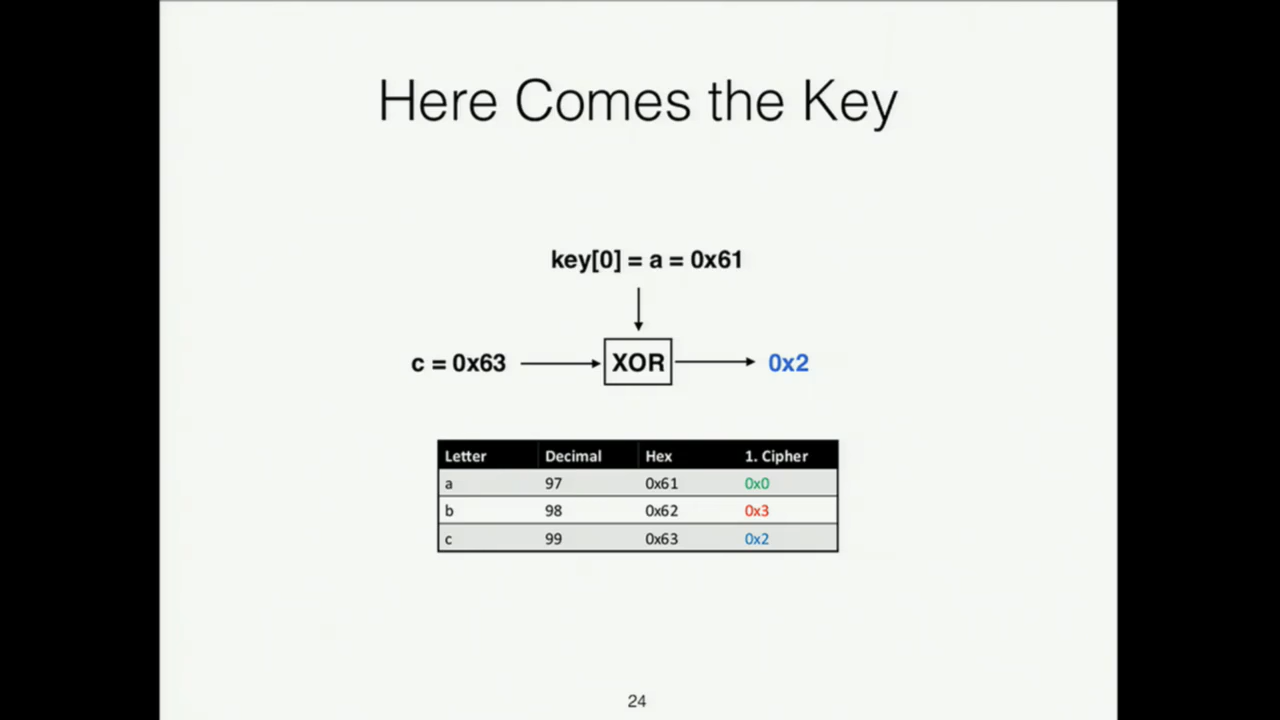 Here Comes the Key
key[0] = a = 0x61
c = 0x63 XOR 0x2
Letter Decimal Hex 1. Cipher
a 97 0x61 0x0
b 98 0x62 0x3
c 99 0x63 0x2
24